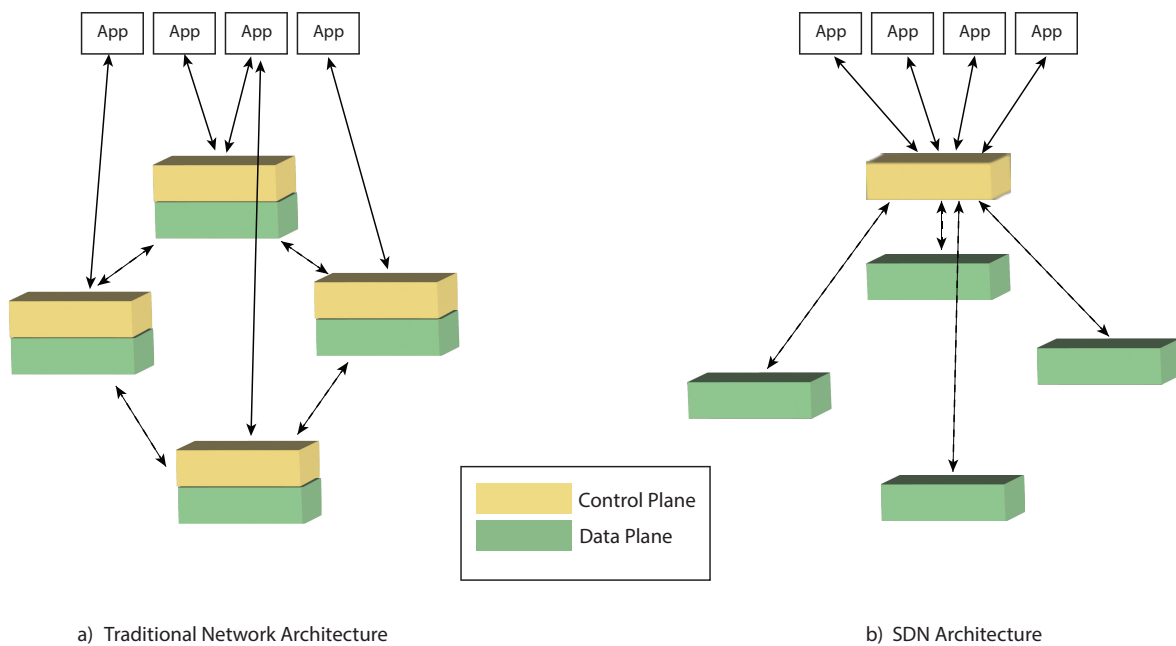 App App App App
App App App App
Control Plane
Data Plane
a) Traditional Network Architecture
b) SDN Architecture